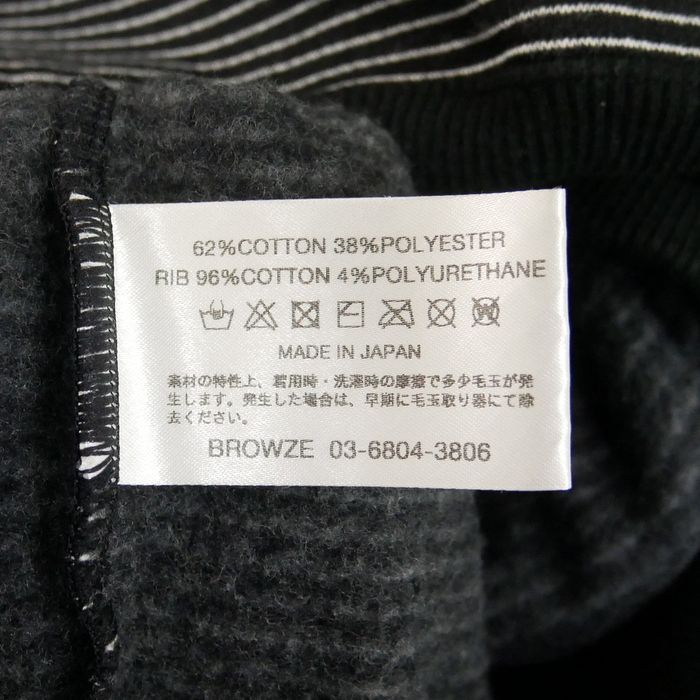 62%COTTON 38%POLYESTER
RIB 96%COTTON 4%POLYURETHANE
MADE IN JAPAN
素材の特性上、着用時・洗濯時の摩擦で多少毛玉が発
生します。発生した場合は、早期に毛玉取り器にて除
去ください。
BROWZE 03-6804-3806